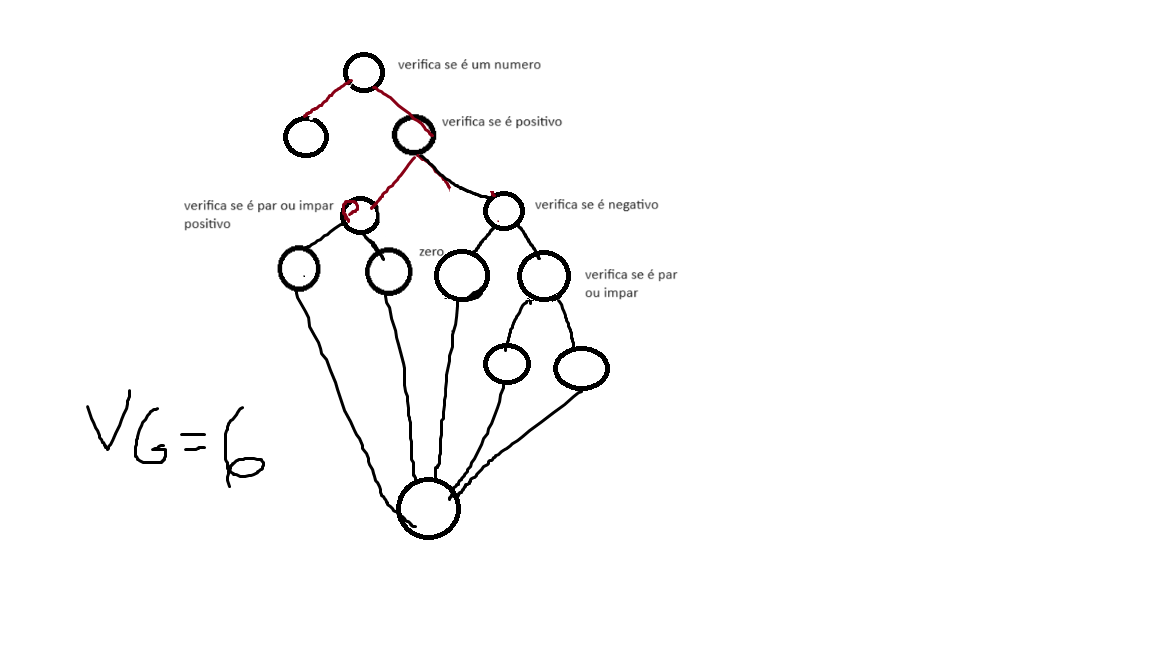 verifica se é um numero
verifica se é positivo
verifica se é par ou impar
positivo
verifica se é negativo
zero
verifica se é par
ou impar
VG=6